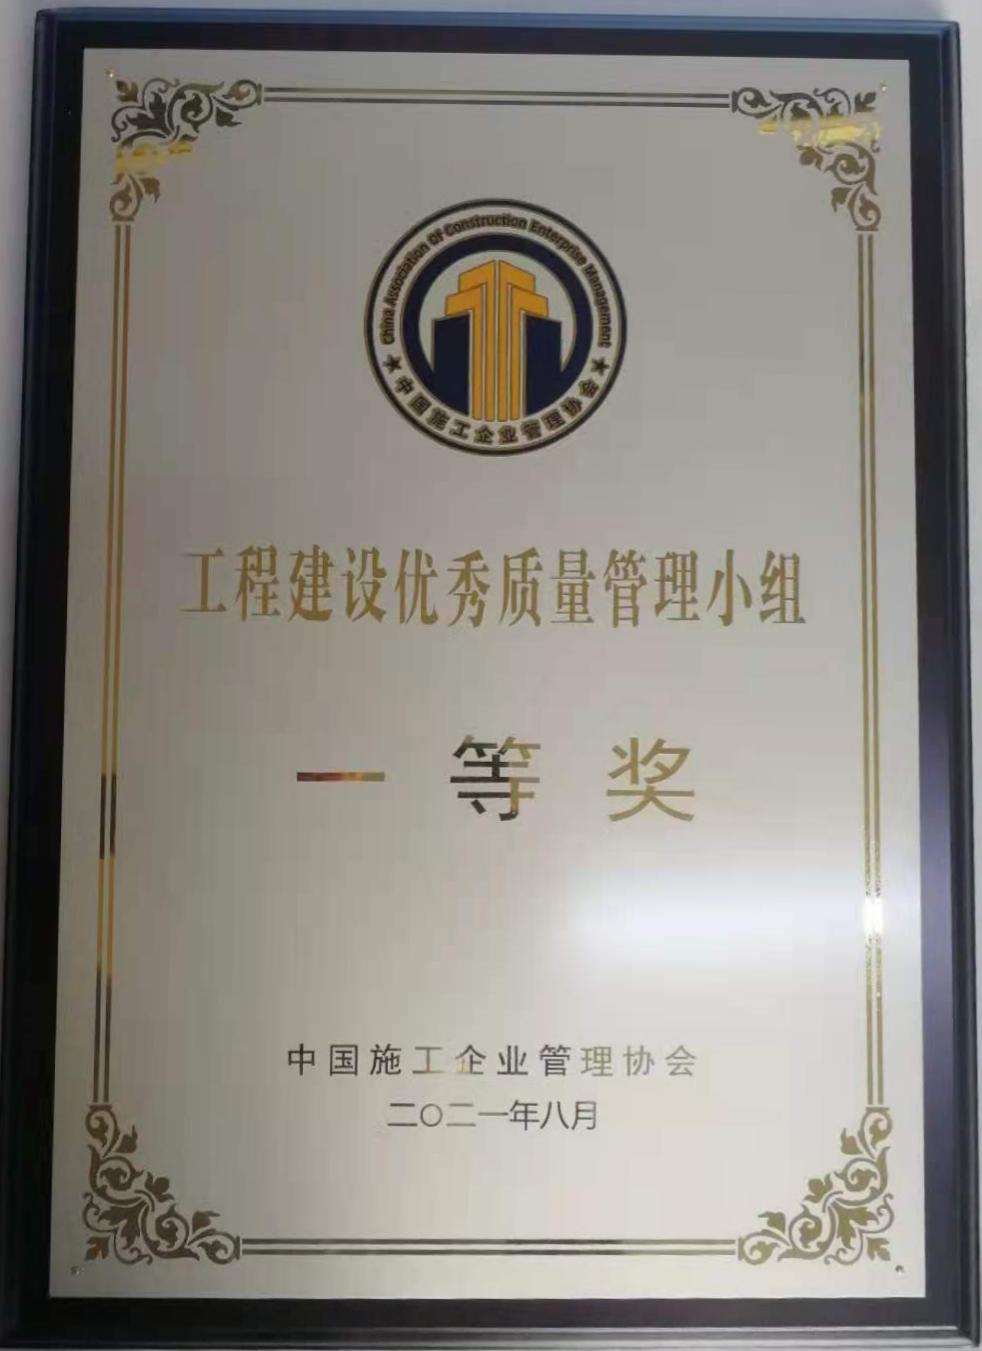 China Association Of Construction Enterprise Management
★中国施工企业管理协会★
工程建设优秀质量管理小组
一等奖
中国施工企业管理协会
二〇二一年八月